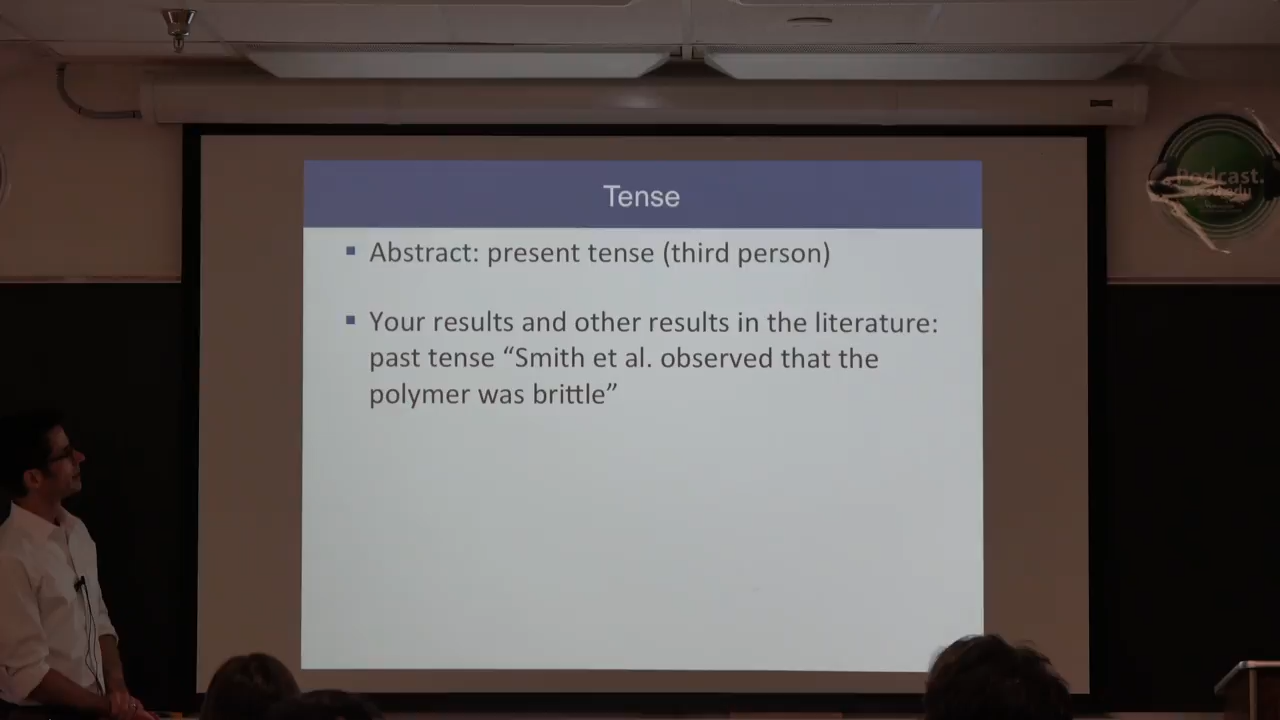 Tense
Abstract: present tense (third person)
Your results and other results in the literature:
past tense “Smith et al. observed that the
polymer was brittle”
Podcast.